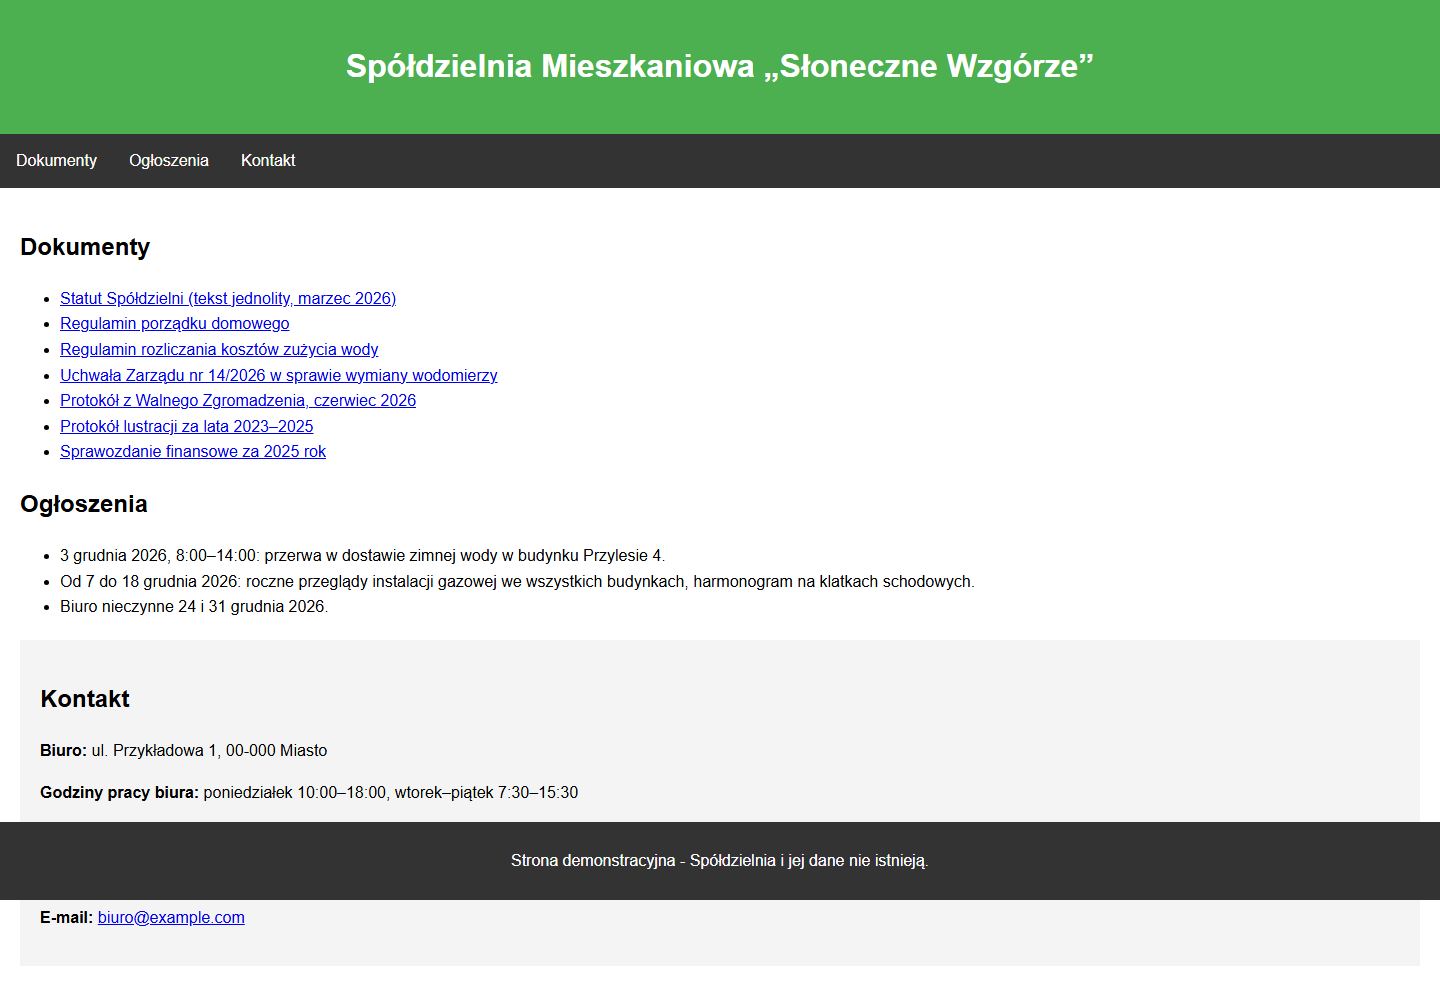 Spółdzielnia Mieszkaniowa „Słoneczne Wzgórze”
Dokumenty Ogłoszenia Kontakt
Dokumenty
Statut Spółdzielni (tekst jednolity, marzec 2026)
Regulamin porządku domowego
Regulamin rozliczania kosztów zużycia wody
Uchwała Zarządu nr 14/2026 w sprawie wymiany wodomierzy
Protokół z Walnego Zgromadzenia, czerwiec 2026
Protokół lustracji za lata 2023–2025
Sprawozdanie finansowe za 2025 rok
Ogłoszenia
3 grudnia 2026, 8:00–14:00: przerwa w dostawie zimnej wody w budynku Przylesie 4.
Od 7 do 18 grudnia 2026: roczne przeglądy instalacji gazowej we wszystkich budynkach, harmonogram na klatkach schodowych.
Biuro nieczynne 24 i 31 grudnia 2026.
Kontakt
Biuro: ul. Przykładowa 1, 00-000 Miasto
Godziny pracy biura: poniedziałek 10:00–18:00, wtorek–piątek 7:30–15:30
Strona demonstracyjna - Spółdzielnia i jej dane nie istnieją.
E-mail: biuro@example.com